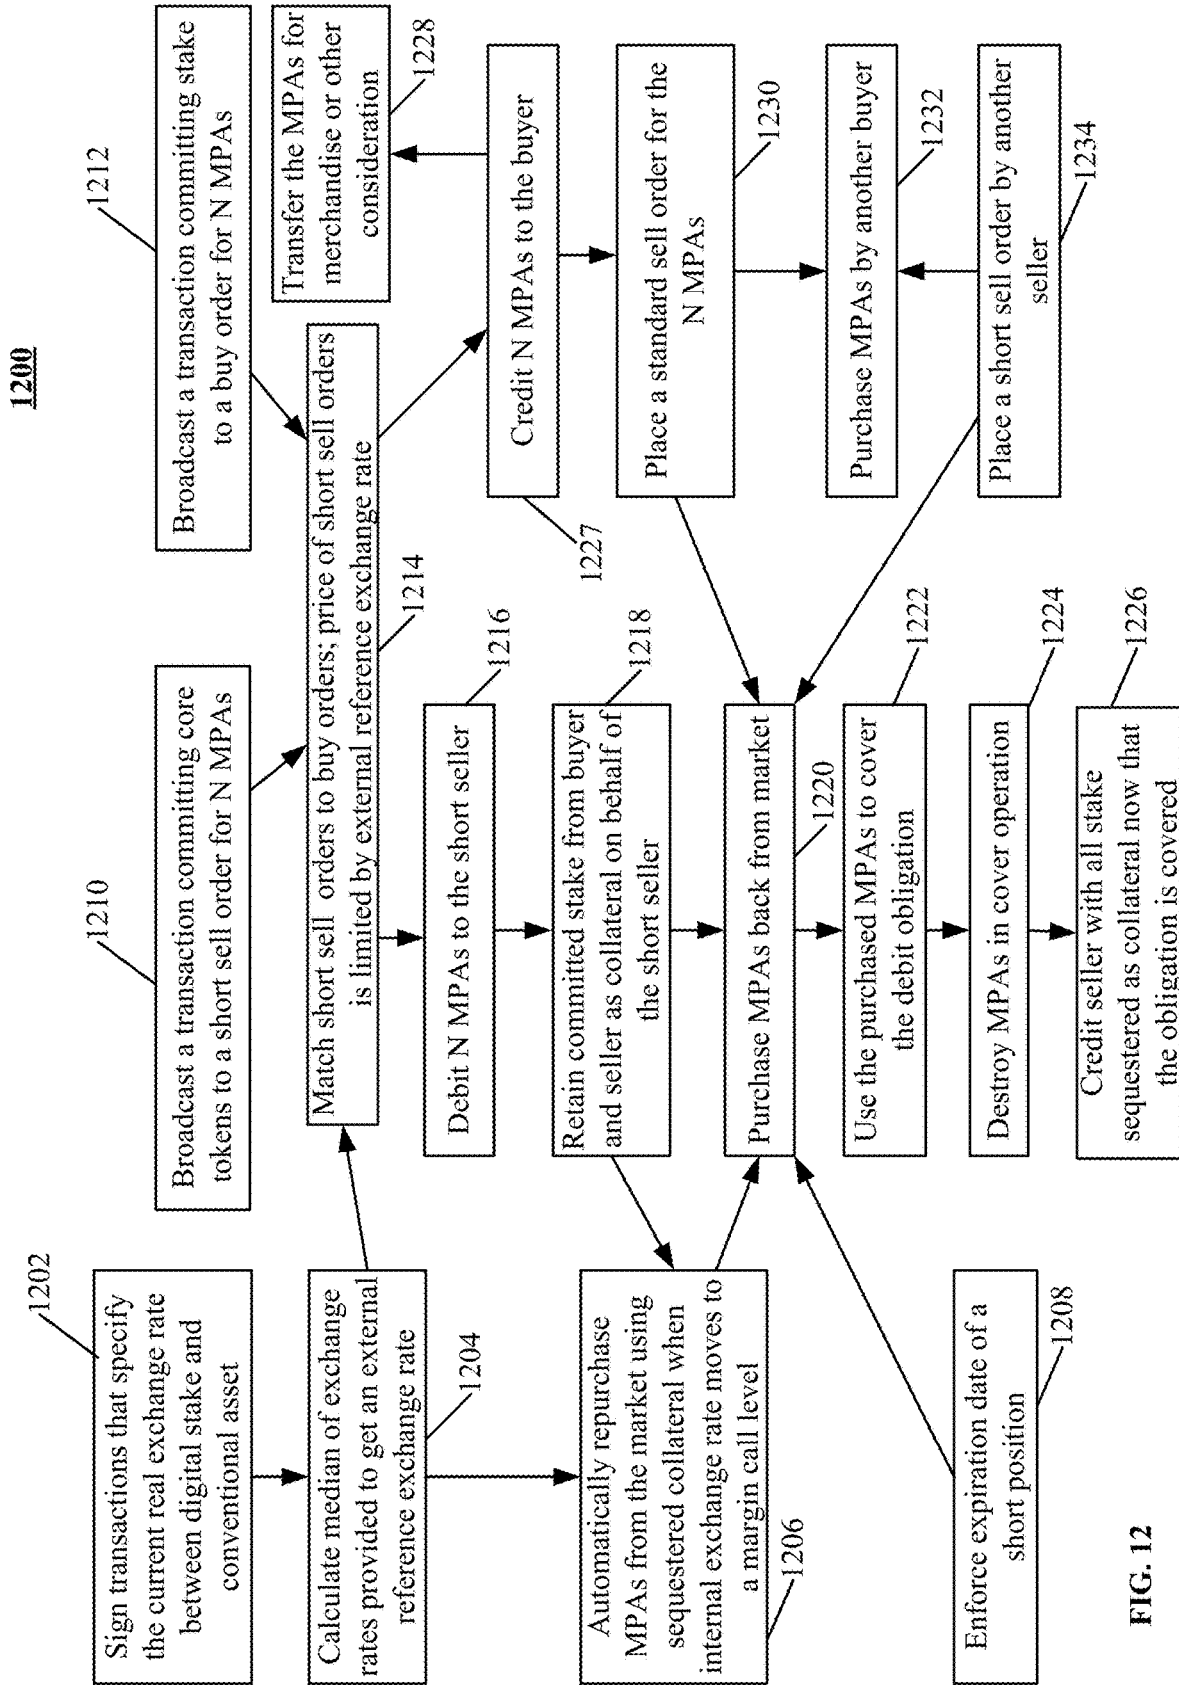 1200
Sign transactions that specify
the current real exchange rate
between digital stake and
conventional asset
1202
Calculate median of exchange
rates provided to get an external
reference exchange rate
1204
Automatically repurchase
MPAs from the market using
sequestered collateral when
internal exchange rate moves to
a margin call level
1206
Enforce expiration date of a
short position
1208
Broadcast a transaction committing core
tokens to a short sell order for N MPAs
1210
Broadcast a transaction committing stake
to a buy order for N MPAs
1212
Match short sell orders to buy orders; price of short sell orders
is limited by external reference exchange rate
1214
Debit N MPAs to the short seller
1216
Retain committed stake from buyer
and seller as collateral on behalf of
the short seller
1218
Purchase MPAs back from market
1220
Use the purchased MPAs to cover
the debit obligation
1222
Destroy MPAs in cover operation
1224
Credit seller with all stake
sequestered as collateral now that
the obligation is covered
1226
Credit N MPAs to the buyer
1227
Transfer the MPAs for
merchandise or other
consideration
1228
Place a standard sell order for the
N MPAs
1230
Purchase MPAs by another buyer
1232
Place a short sell order by another
seller
1234
FIG. 12